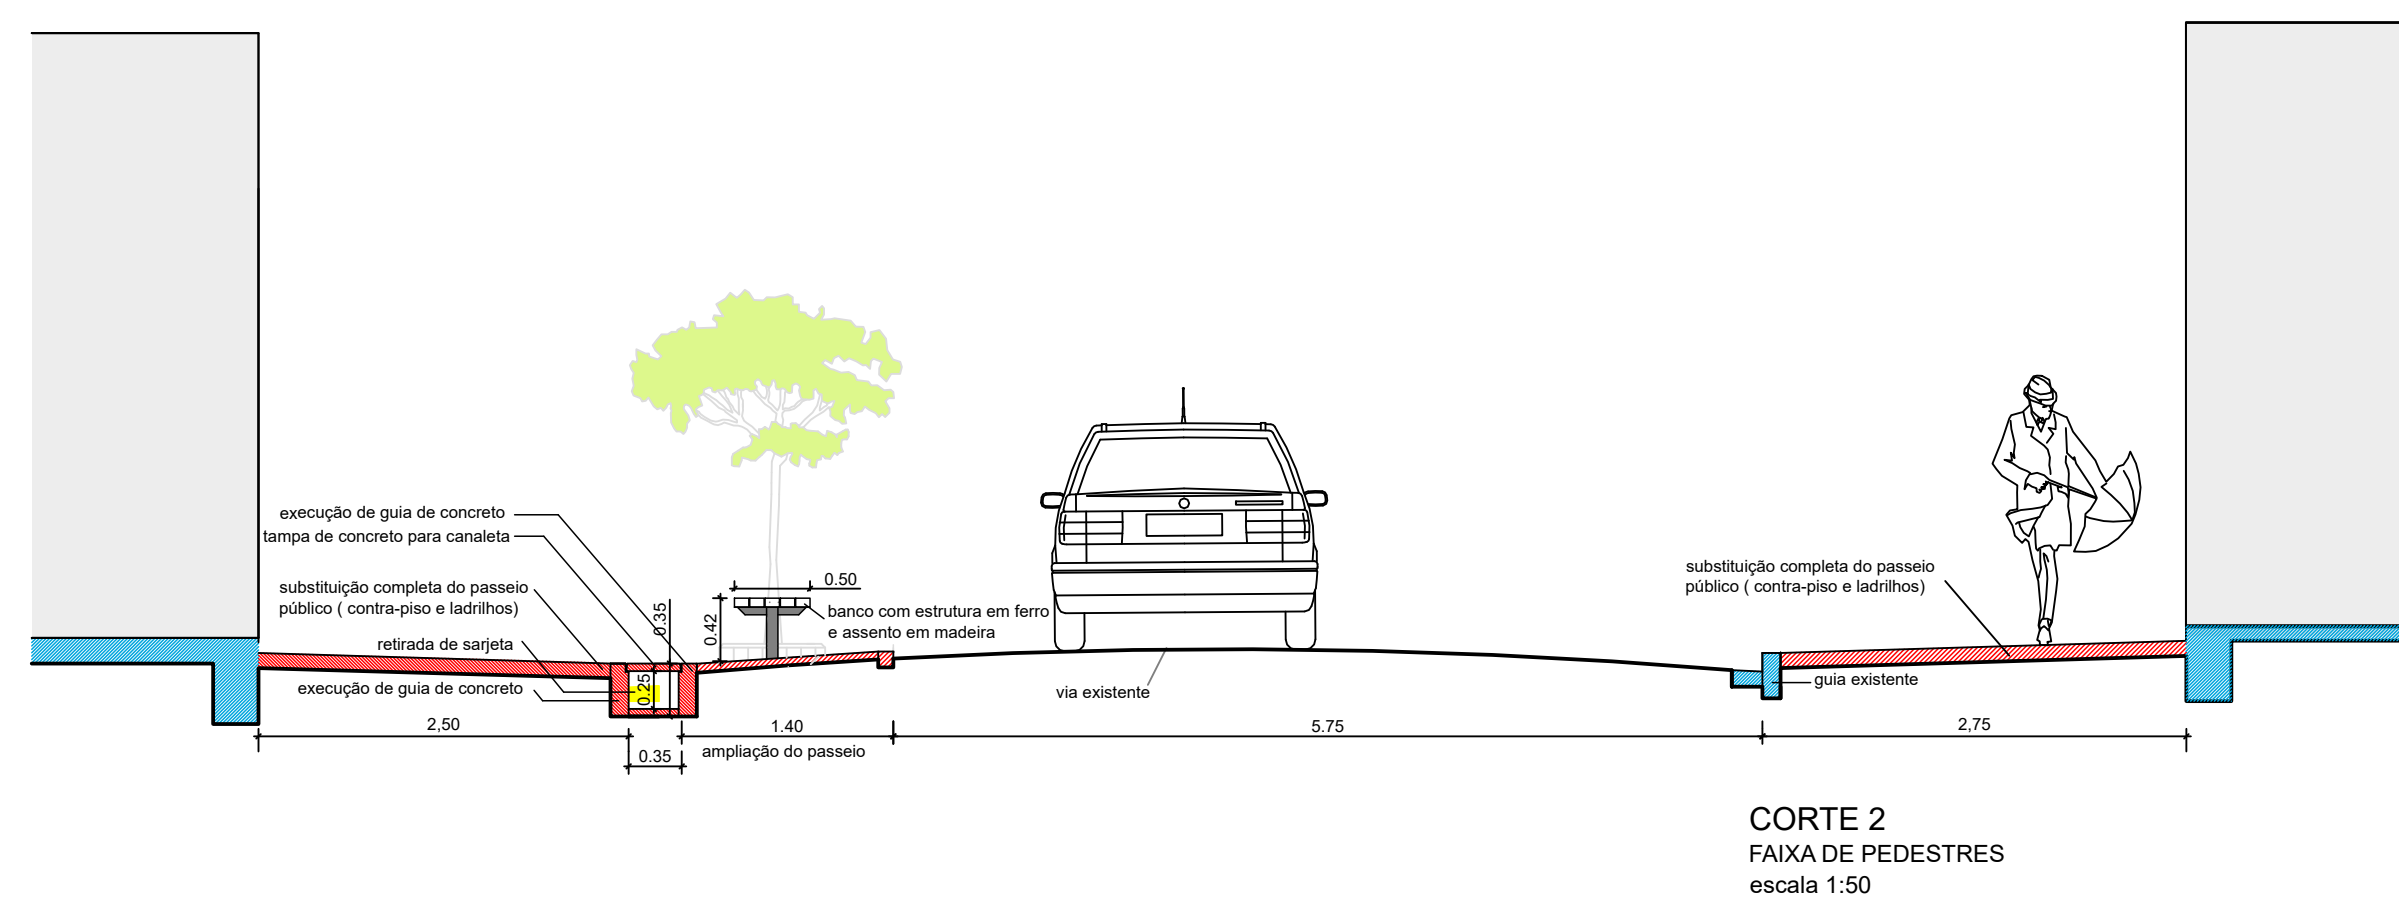 execução de guia de concreto
tampa de concreto para canaleta
substituição completa do passeio
público ( contra-piso e ladrilhos)
retirada de sarjeta
execução de guia de concreto
0.35
0.25
0.42
0.50
banco com estrutura em ferro
e assento em madeira
via existente
substituição completa do passeio
público ( contra-piso e ladrilhos)
guia existente
2,50
1.40
5.75
2,75
0.35
ampliação do passeio
CORTE 2
FAIXA DE PEDESTRES
escala 1:50